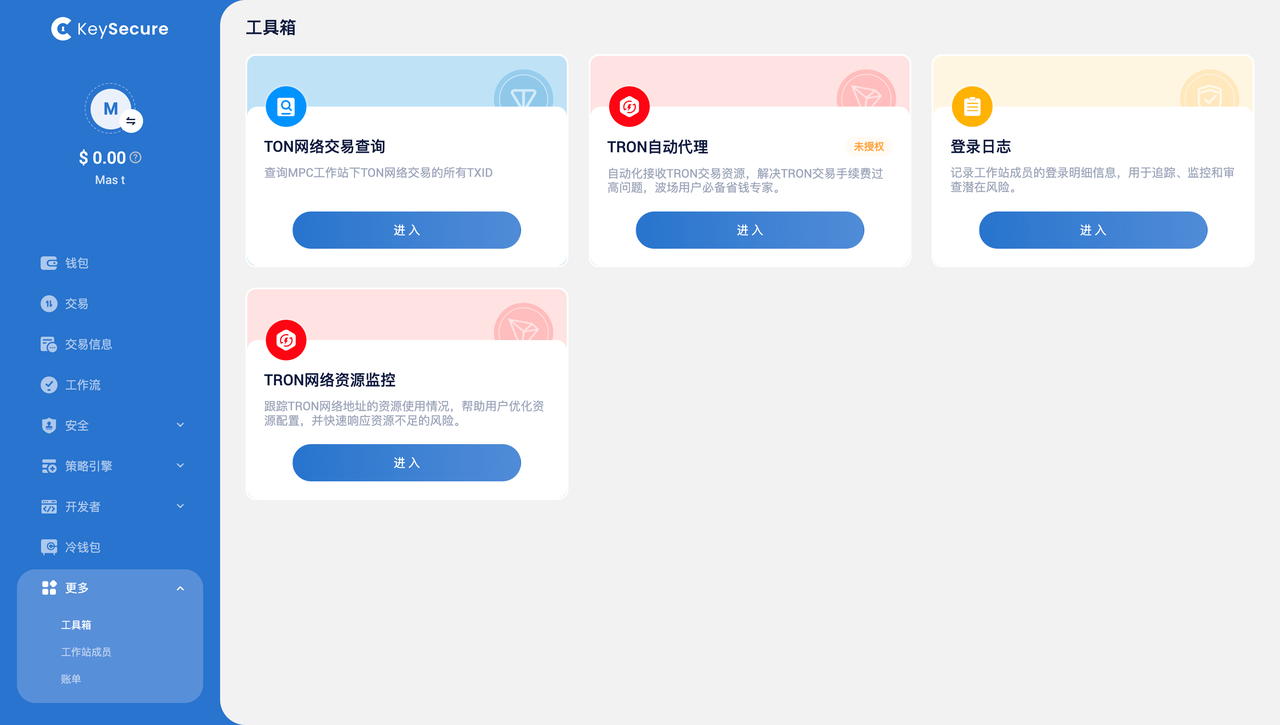 KeySecure
M
$ 0.00
Mas t
钱包
交易
交易信息
工作流
安全
策略引擎
开发者
冷钱包
更多
工具箱
工作站成员
账单
工具箱
TON网络交易查询
查询MPC工作站下TON网络交易的所有TXID
进 入
TRON自动代理
未授权
自动化接收TRON交易资源，解决TRON交易手续费过
高问题，波场用户必备省钱专家。
进 入
登录日志
记录工作站成员的登录明细信息，用于追踪、监控和审
查潜在风险。
进 入
TRON网络资源监控
跟踪TRON网络地址的资源使用情况，帮助用户优化资
源配置，并快速响应资源不足的风险。
进 入